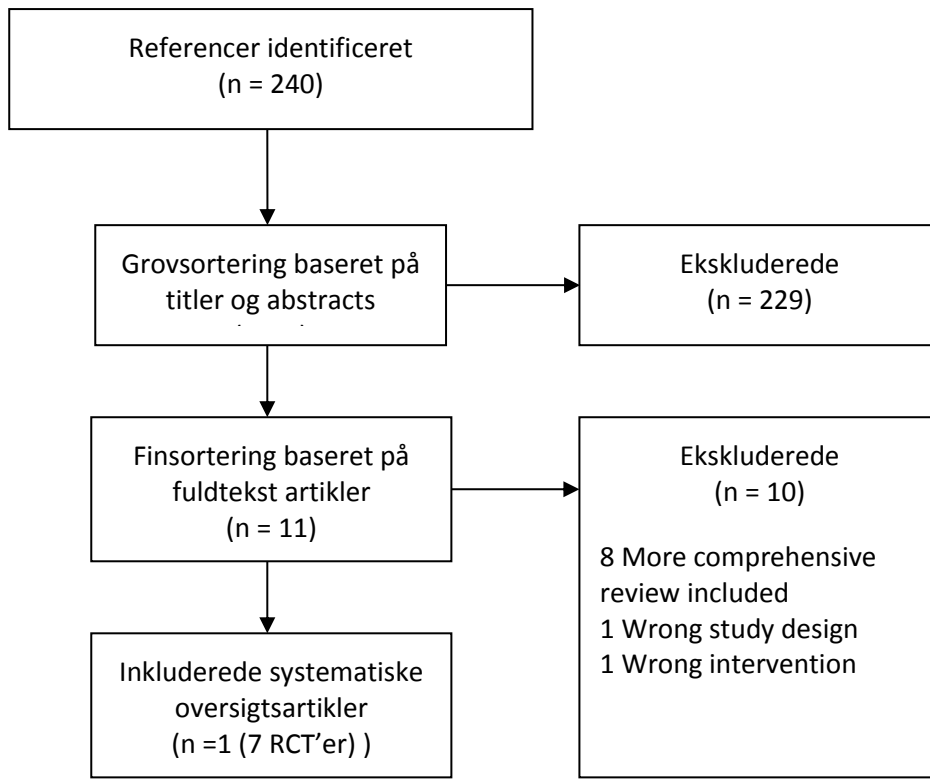 Referencer identificeret
(n = 240)
Grovsortering baseret på
titler og abstracts
Ekskluderede
(n = 229)
Finsortering baseret på
fuldtekst artikler
(n = 11)
Ekskluderede
(n = 10)
8 More comprehensive
review included
1 Wrong study design
1 Wrong intervention
Inkluderede systematiske
oversigtsartikler
(n =1 (7 RCT’er) )